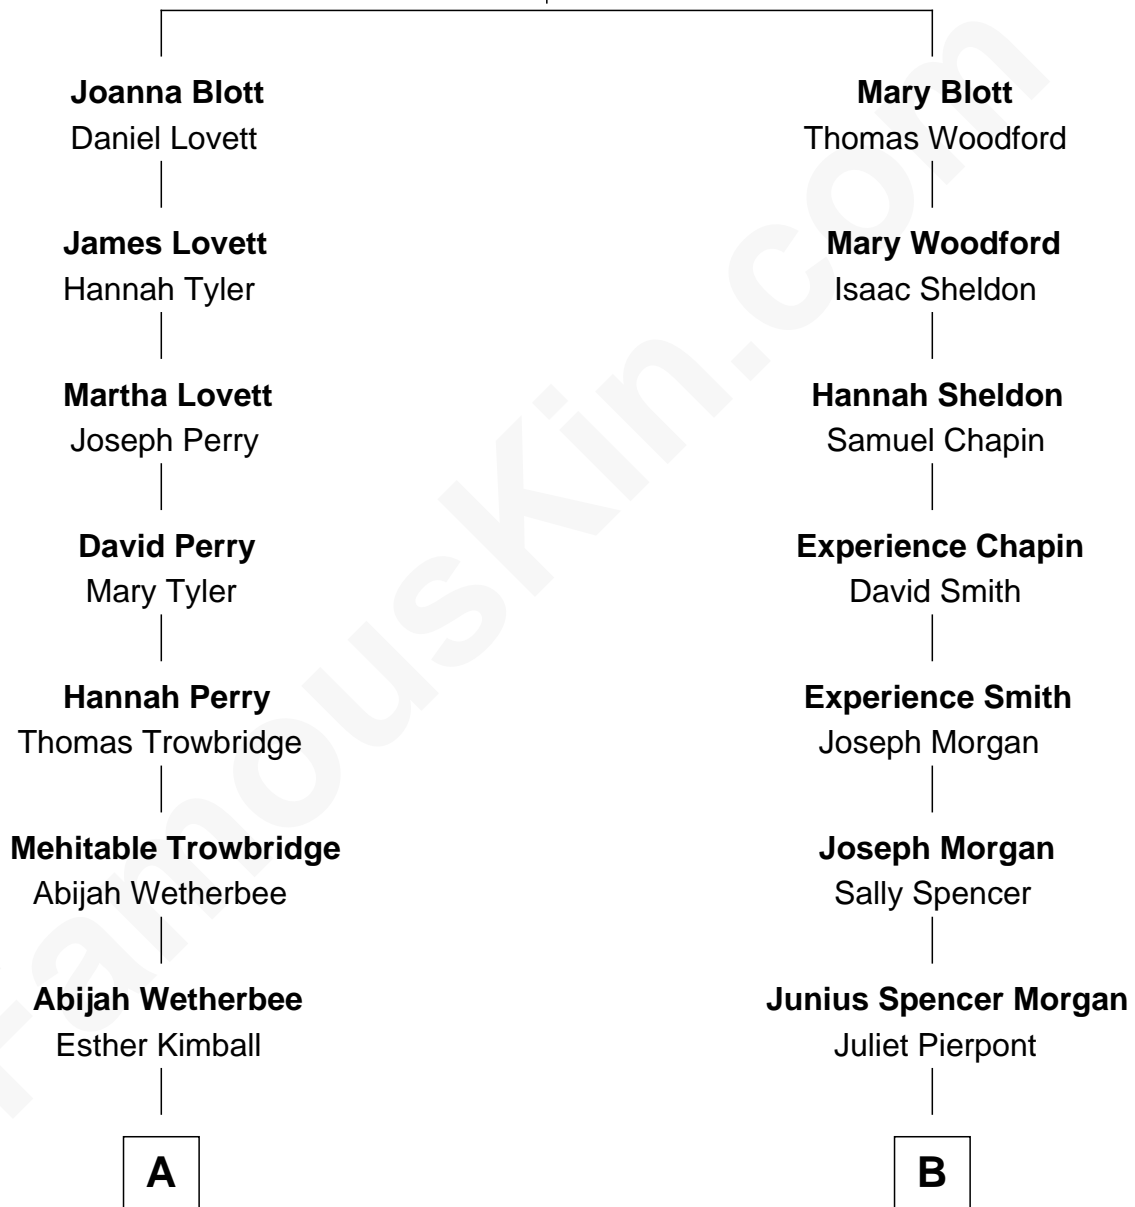 Joanna Blott
Daniel Lovett
James Lovett
Hannah Tyler
Martha Lovett
Joseph Perry
David Perry
Mary Tyler
Hannah Perry
Thomas Trowbridge
Mehitable Trowbridge
Abijah Wetherbee
Abijah Wetherbee
Esther Kimball
A
Mary Blott
Thomas Woodford
Mary Woodford
Isaac Sheldon
Hannah Sheldon
Samuel Chapin
Experience Chapin
David Smith
Experience Smith
Joseph Morgan
Joseph Morgan
Sally Spencer
Junius Spencer Morgan
Juliet Pierpont
B
FamousKin.com